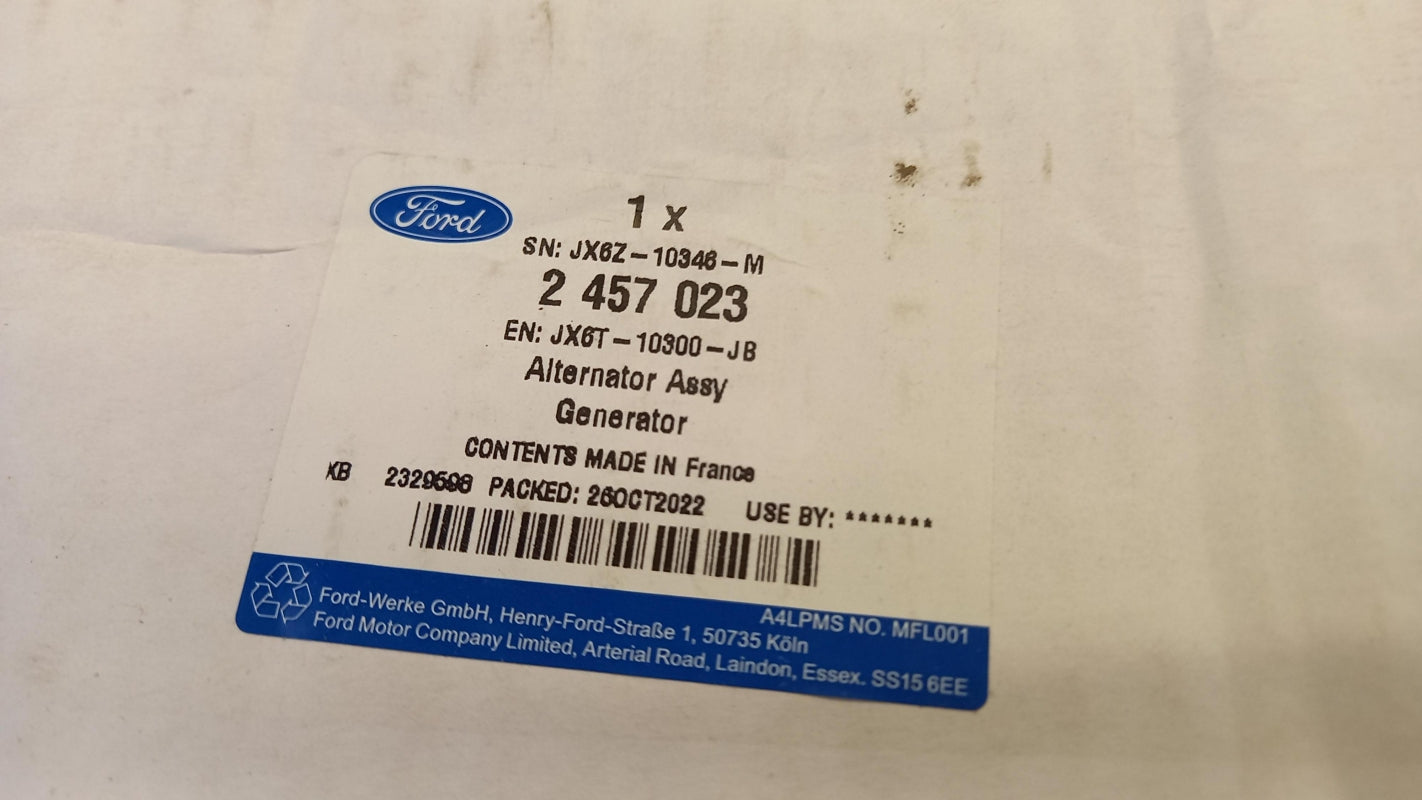 Ford
1 x
SN: JX6Z-10346-M
2 457 023
EN: JX6T-10300-JB
Alternator Assy
Generator
CONTENTS MADE IN France
KB 2329598 PACKED: 26OCT2022 USE BY: *******
A4LPMS NO. MFL001
Ford-Werke GmbH, Henry-Ford-Straße 1, 50735 Köln
Ford Motor Company Limited, Arterial Road, Laindon, Essex. SS15 6EE